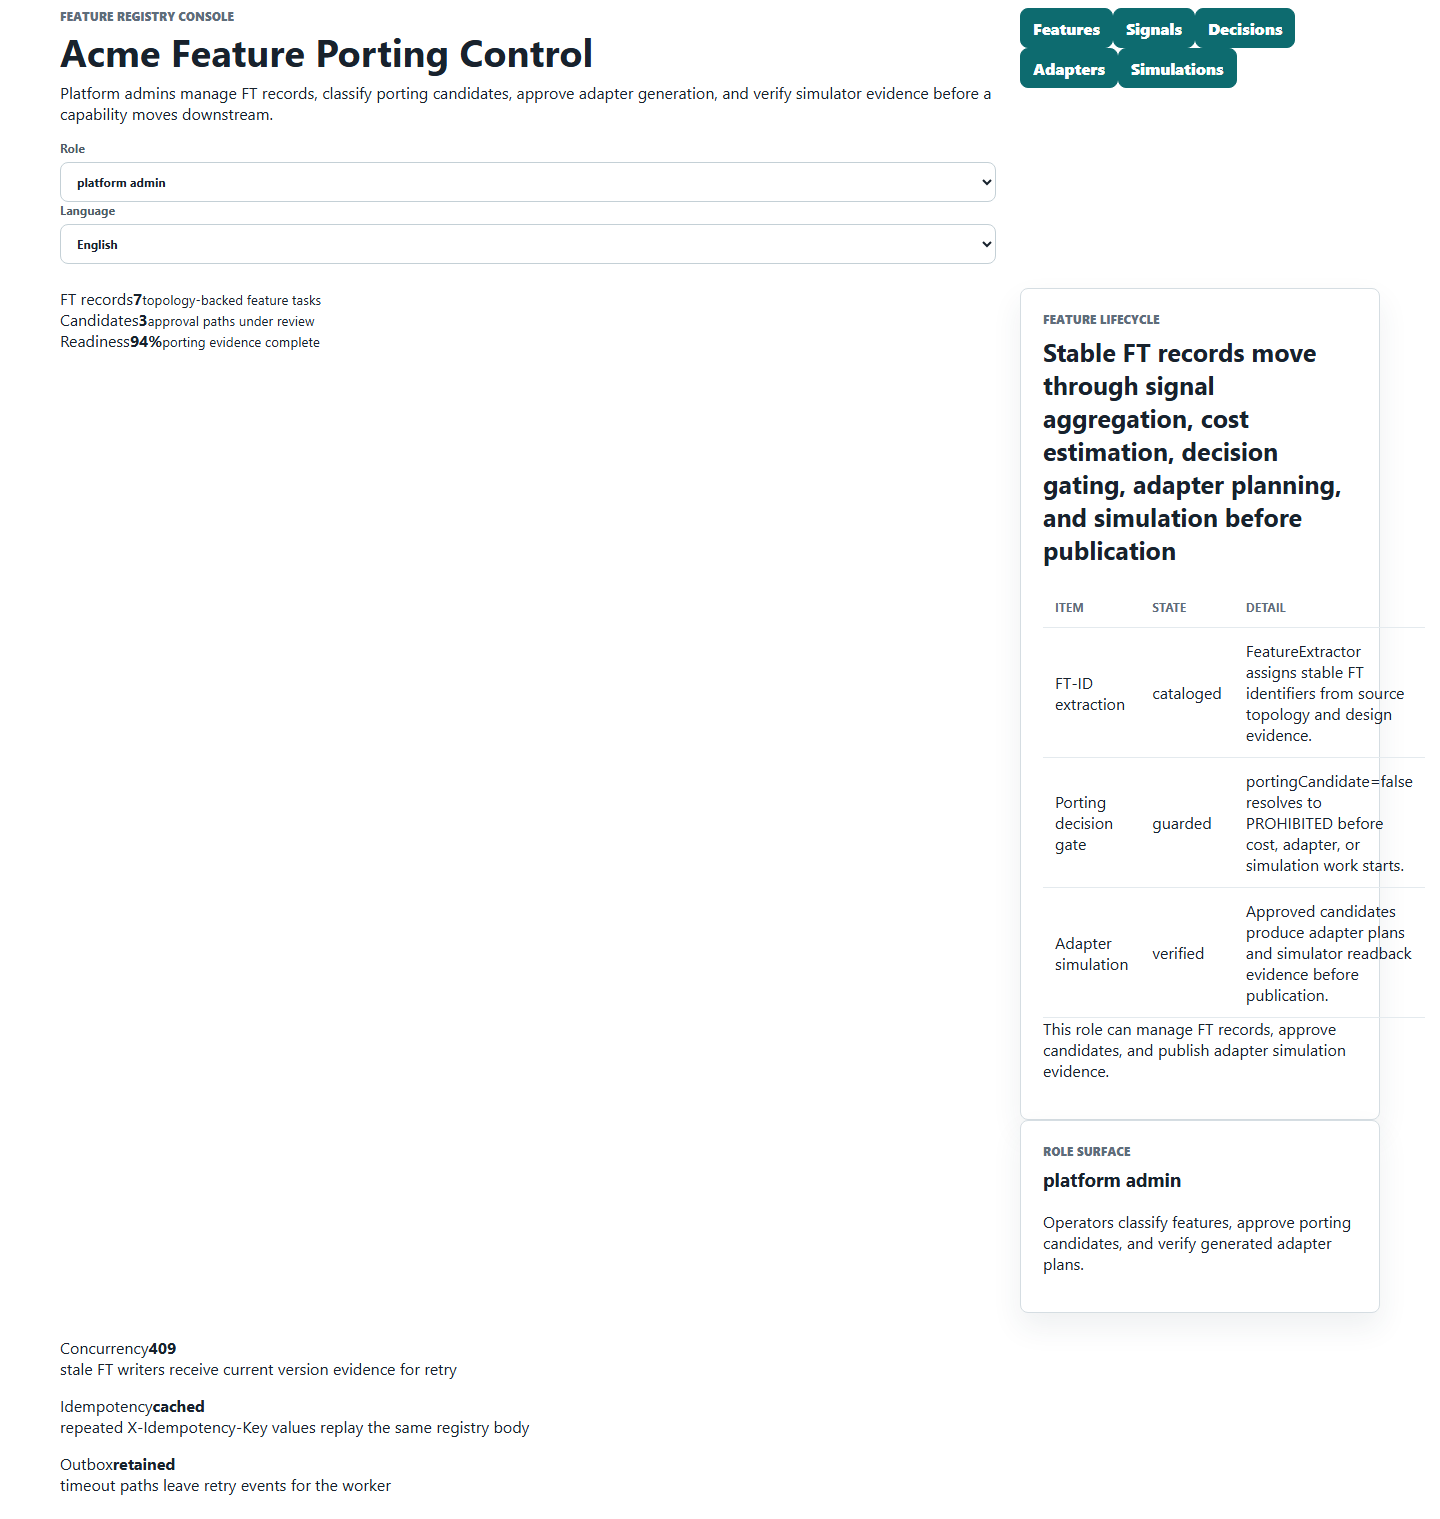 FEATURE REGISTRY CONSOLE
Acme Feature Porting Control
Platform admins manage FT records, classify porting candidates, approve adapter generation, and verify simulator evidence before a
capability moves downstream.
Role
platform admin
Language
English
Features Signals Decisions
Adapters Simulations
FT records7topology-backed feature tasks
Candidates3approval paths under review
Readiness94%porting evidence complete
FEATURE LIFECYCLE
Stable FT records move
through signal
aggregation, cost
estimation, decision
gating, adapter planning,
and simulation before
publication
ITEM STATE DETAIL
FT-ID
extraction
cataloged
FeatureExtractor
assigns stable FT
identifiers from source
topology and design
evidence.
Porting
decision
gate
guarded
portingCandidate=false
resolves to
PROHIBITED before
cost, adapter, or
simulation work starts.
Adapter
simulation
verified
Approved candidates
produce adapter plans
and simulator readback
evidence before
publication.
This role can manage FT records, approve
candidates, and publish adapter simulation
evidence.
ROLE SURFACE
platform admin
Operators classify features, approve porting
candidates, and verify generated adapter
plans.
Concurrency409
stale FT writers receive current version evidence for retry
Idempotencycached
repeated X-Idempotency-Key values replay the same registry body
Outboxretained
timeout paths leave retry events for the worker